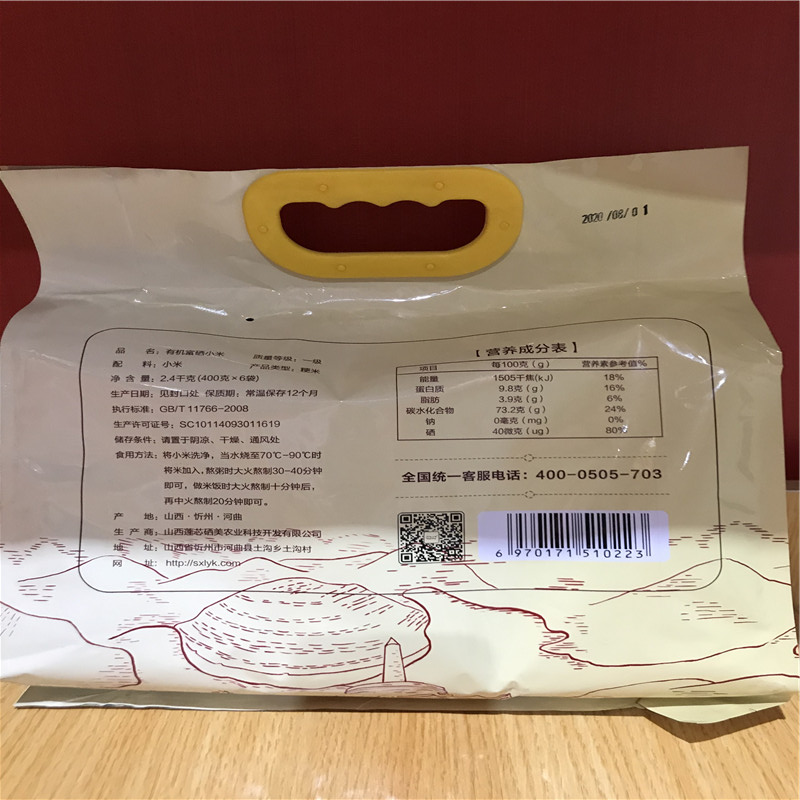 2020/08/01
品 名：有机富硒小米 质量等级：一级
配 料：小米 产品类型：粳米
净 含 量：2.4千克(400克×6袋)
生产日期：见封口处 保质期：常温保存12个月
执行标准：GB/T 11766-2008
生产许可证号：SC10114093011619
储存条件：请置于阴凉、干燥、通风处
食用方法：将小米洗净，当水烧至70℃-90℃时
将米加入，熬粥时大火熬制30-40分钟
即可，做米饭时大火熬制十分钟后，
再中火熬制20分钟即可。
产 地：山西·忻州·河曲
生 产 商：山西蓬芯硒美农业科技开发有限公司
地 址：山西省忻州市河曲县土沟乡土沟村
网 址：http://sxlyk.com
【营养成分表】
项目 每100克（g） 营养素参考值%
能量 1505千焦(kJ) 18%
蛋白质 9.8克（g） 16%
脂肪 3.9克（g） 6%
碳水化合物 73.2克（g） 24%
钠 0毫克（mg） 0%
硒 40微克（ug） 80%
全国统一客服电话：400-0505-703
6 970171 510223